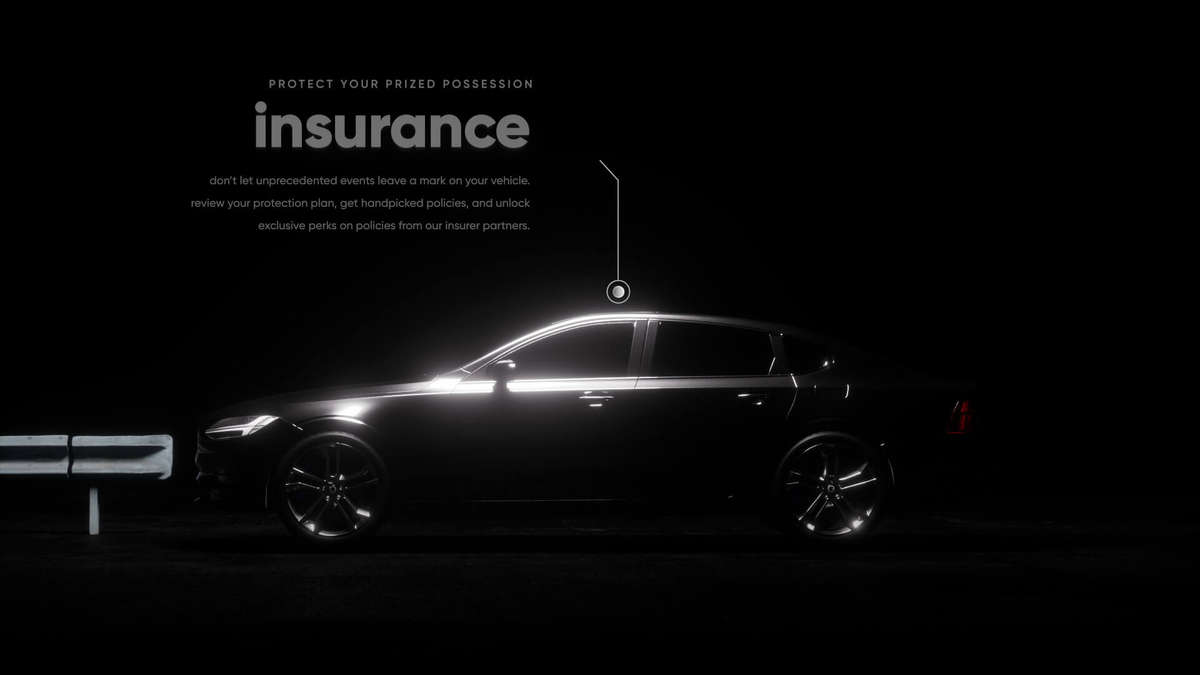 PROTECT YOUR PRIZED POSSESSION
insurance
don't let unprecedented events leave a mark on your vehicle.
review your protection plan, get handpicked policies, and unlock
exclusive perks on policies from our insurer partners.